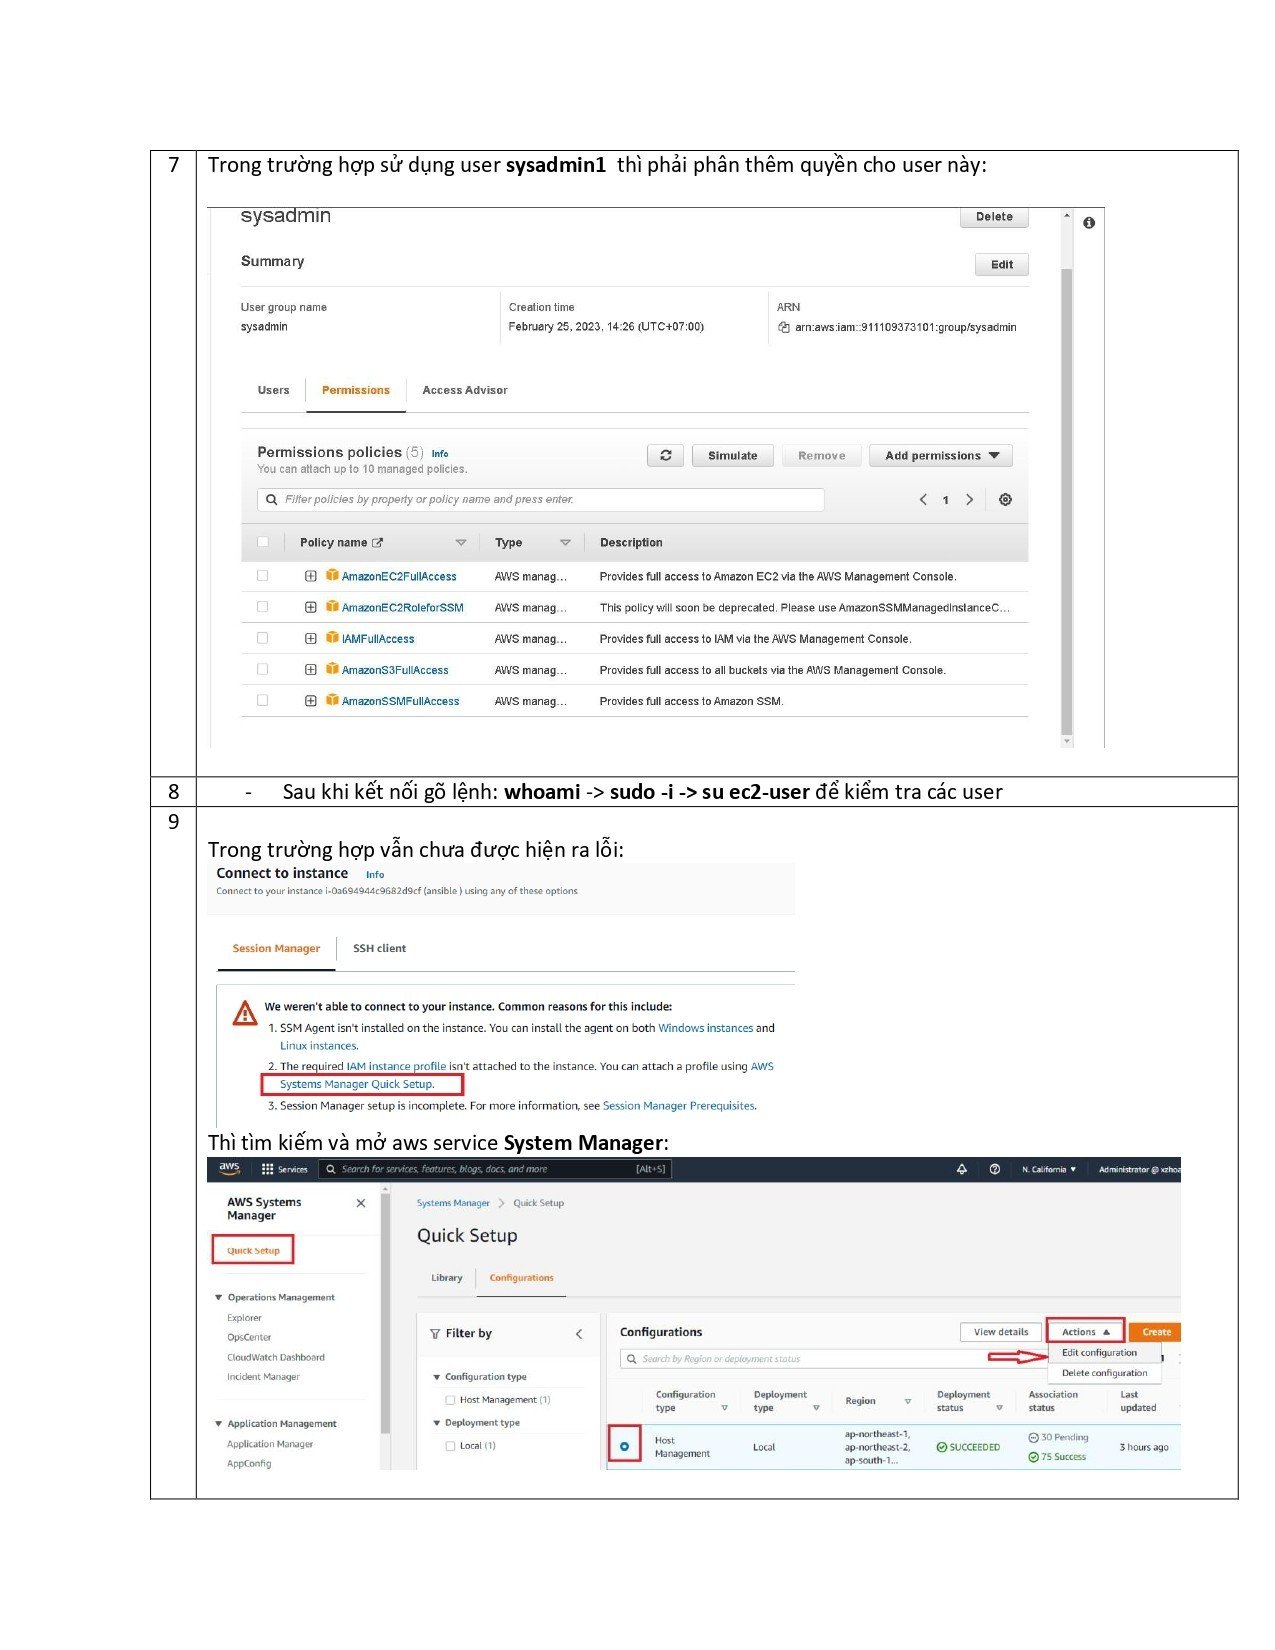 7 Trong trường hợp sử dụng user sysadmin1 thì phải phân thêm quyền cho user này:
sysadmin Delete
Summary Edit
User group name Creation time ARN
sysadmin February 25, 2023, 14:26 (UTC+07:00) arn:aws:iam::911109373101:group/sysadmin
Users Permissions Access Advisor
Permissions policies (5) Info Simulate Remove Add permissions
You can attach up to 10 managed policies.
Filter policies by property or policy name and press enter. 1
Policy name Type Description
AmazonEC2FullAccess AWS manag... Provides full access to Amazon EC2 via the AWS Management Console.
AmazonEC2RoleforSSM AWS manag... This policy will soon be deprecated. Please use AmazonSSMManagedInstanceC...
IAMFullAccess AWS manag... Provides full access to IAM via the AWS Management Console.
AmazonS3FullAccess AWS manag... Provides full access to all buckets via the AWS Management Console.
AmazonSSMFullAccess AWS manag... Provides full access to Amazon SSM.
8 - Sau khi kết nối gõ lệnh: whoami -> sudo -i -> su ec2-user để kiểm tra các user
9
Trong trường hợp vẫn chưa được hiện ra lỗi:
Connect to instance Info
Connect to your instance i-0a694944c9682d9cf (ansible ) using any of these options
Session Manager SSH client
We weren't able to connect to your instance. Common reasons for this include:
1. SSM Agent isn't installed on the instance. You can install the agent on both Windows instances and
Linux instances.
2. The required IAM instance profile isn't attached to the instance. You can attach a profile using AWS
Systems Manager Quick Setup.
3. Session Manager setup is incomplete. For more information, see Session Manager Prerequisites.
Thì tìm kiếm và mở aws service System Manager:
aws Services Search for services, features, blogs, docs, and more [Alt+S] N. California Administrator @ xzhoa
AWS Systems
Manager
Systems Manager Quick Setup
Quick Setup
Quick Setup
Library Configurations
Operations Management
Explorer
OpsCenter
CloudWatch Dashboard
Incident Manager
Application Management
Application Manager
AppConfig
Filter by
Configuration type
Host Management (1)
Deployment type
Local (1)
Configurations View details Actions Create
Search by Region or deployment status
Edit configuration
Delete configuration
Configuration type Deployment type Region Deployment status Association status Last updated
Host Management Local ap-northeast-1, ap-northeast-2, ap-south-1... SUCCEEDED 30 Pending 75 Success 3 hours ago